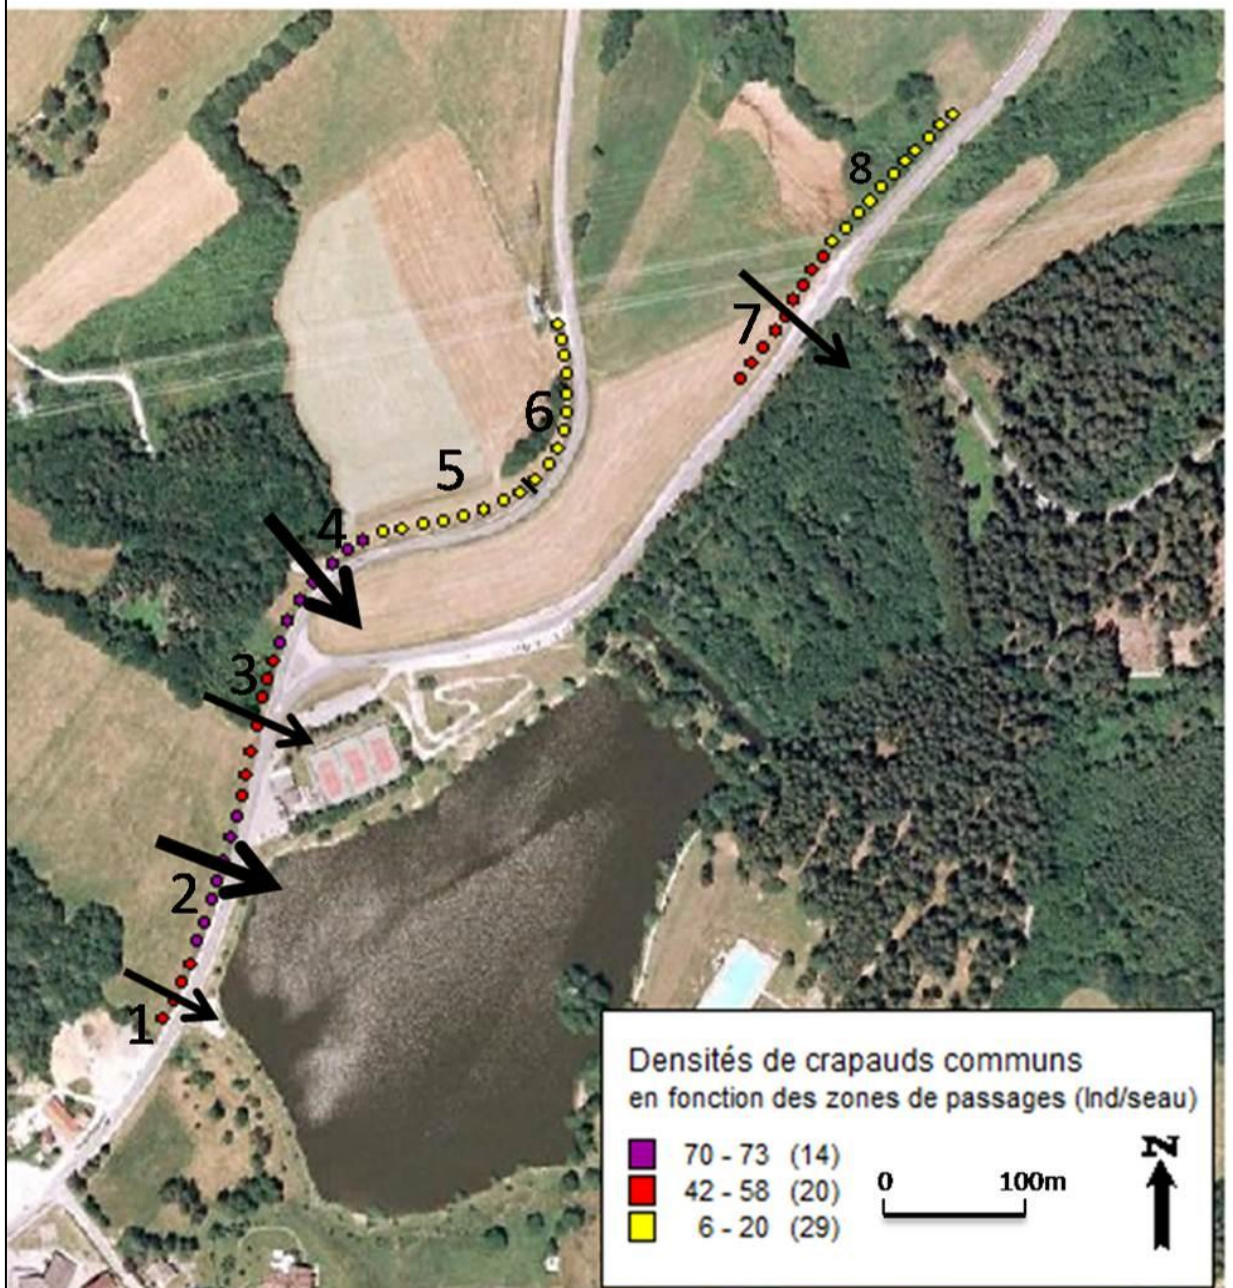 8
7
6
5
4
3
2
1
Densités de crapauds communs
en fonction des zones de passages (Ind/seau)
70 - 73 (14)
42 - 58 (20)
6 - 20 (29)
0 100m
N